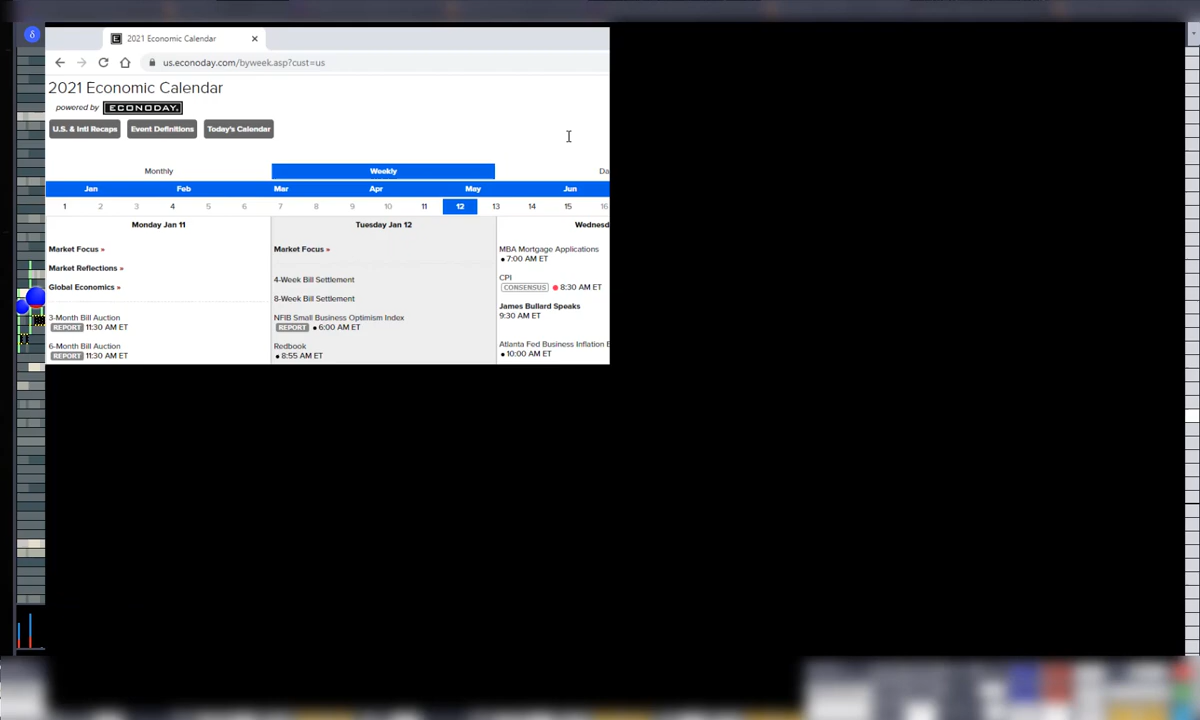 δ
2021 Economic Calendar
us.econoday.com/byweek.asp?cust=us
2021 Economic Calendar
powered by ECONODAY
U.S. & Intl Recaps Event Definitions Today's Calendar
Monthly Weekly Da
Jan Feb Mar Apr May Jun
1 2 3 4 5 6 7 8 9 10 11 12 13 14 15 16
Monday Jan 11
Market Focus »
Market Reflections »
Global Economics »
3-Month Bill Auction
REPORT 11:30 AM ET
6-Month Bill Auction
REPORT 11:30 AM ET
Tuesday Jan 12
Market Focus »
4-Week Bill Settlement
8-Week Bill Settlement
NFIB Small Business Optimism Index
REPORT • 6:00 AM ET
Redbook
• 8:55 AM ET
Wednesd
MBA Mortgage Applications
• 7:00 AM ET
CPI
CONSENSUS • 8:30 AM ET
James Bullard Speaks
9:30 AM ET
Atlanta Fed Business Inflation E
• 10:00 AM ET